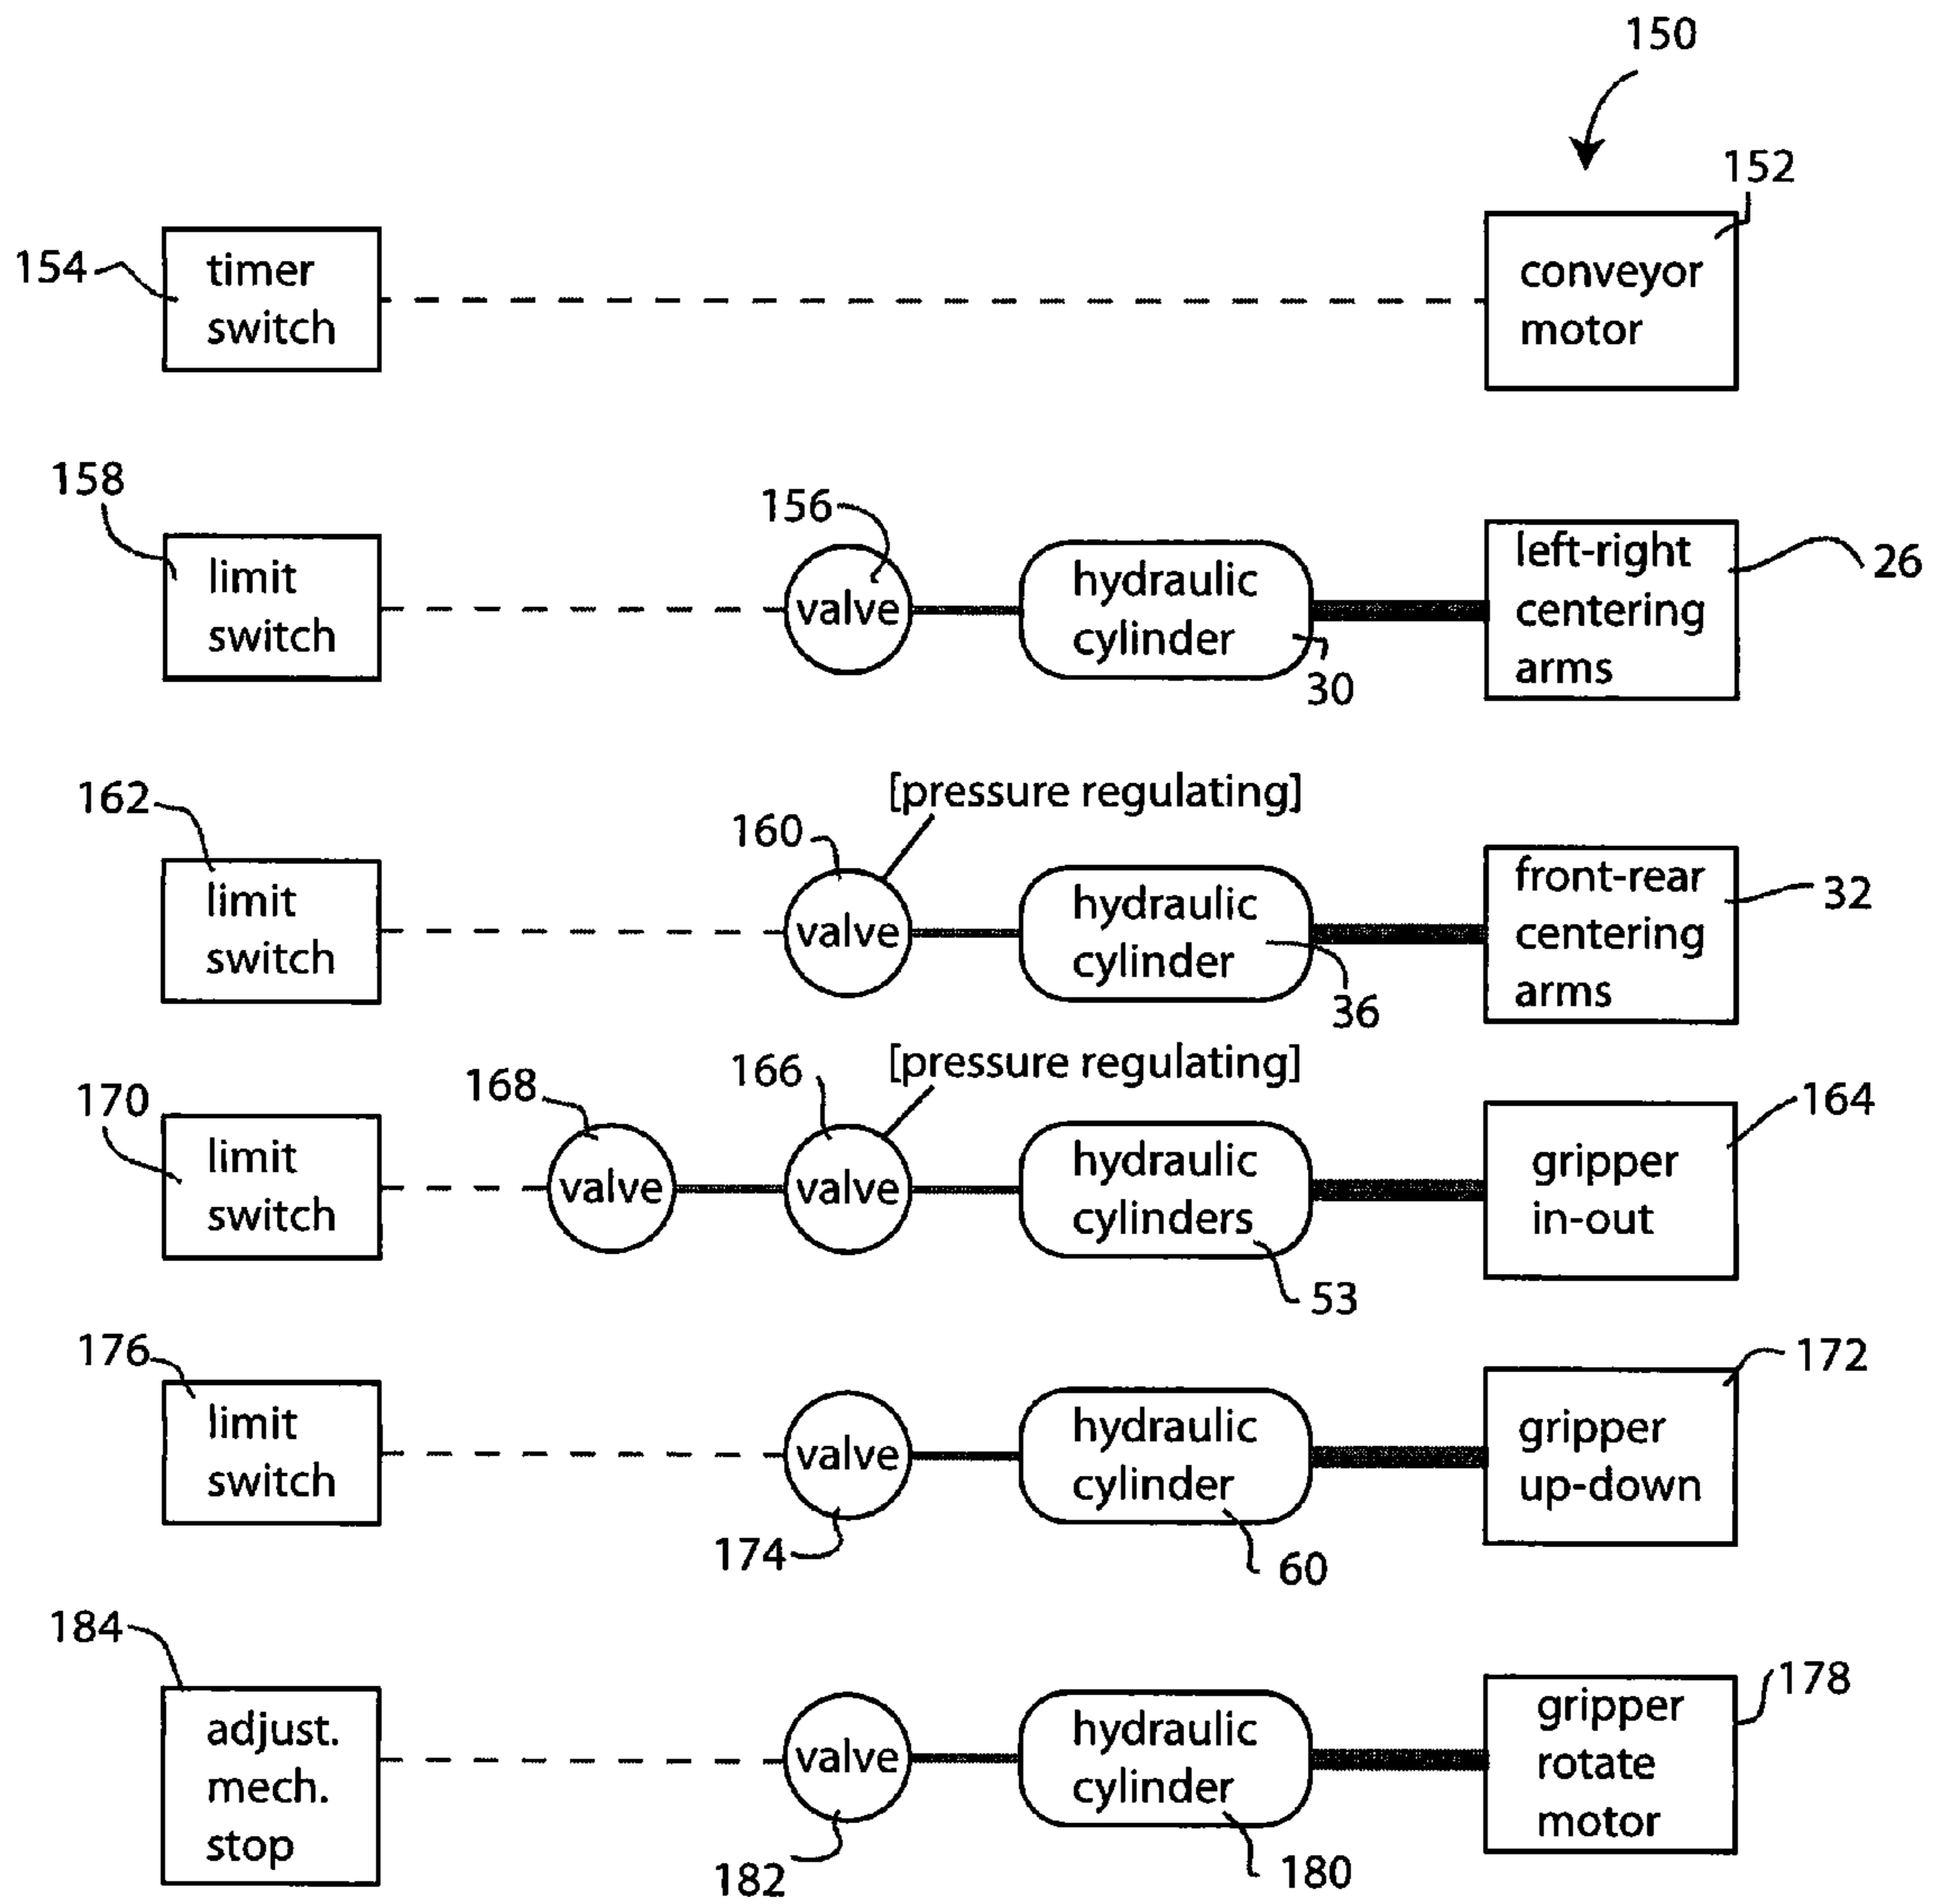 150
152
154
timer
switch
conveyor
motor
158
156
limit
switch
valve
hydraulic
cylinder
30
left-right
centering
arms
26
162
160
[pressure regulating]
limit
switch
valve
hydraulic
cylinder
36
front-rear
centering
arms
32
170
168
166
[pressure regulating]
limit
switch
valve
valve
hydraulic
cylinders
53
gripper
in-out
164
176
limit
switch
valve
174
hydraulic
cylinder
60
gripper
up-down
172
184
adjust.
mech.
stop
valve
182
hydraulic
cylinder
180
gripper
rotate
motor
178